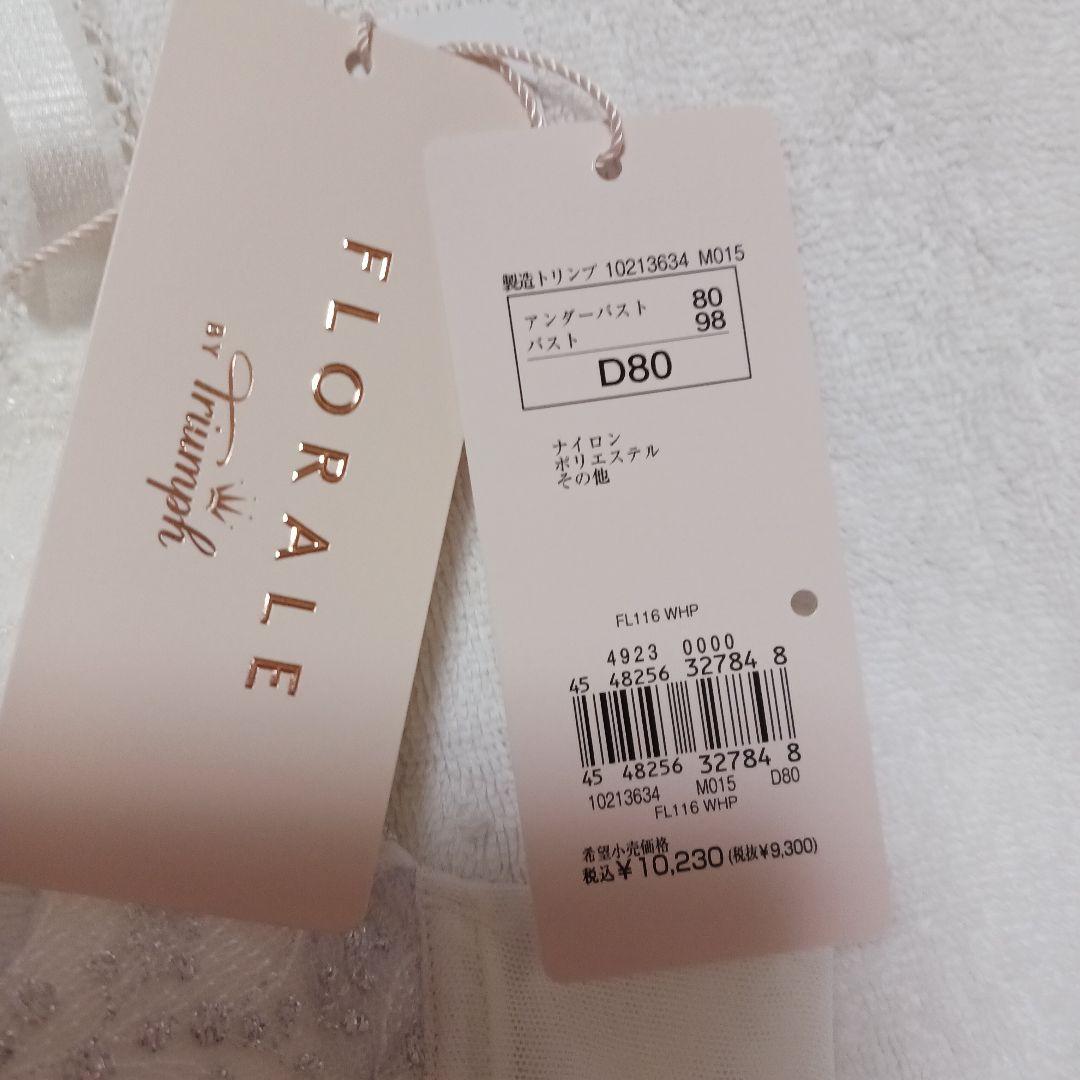 FLORALE
BY Triumph
製造トリンプ 10213634 M015
アンダーバスト 80
バスト 98
D80
ナイロン
ポリエステル
その他
FL116 WHP
4923 0000
45 48256 32784 8
45 48256 32784 8
10213634 M015 D80
FL116 WHP
希望小売価格
税込¥10,230(税抜¥9,300)